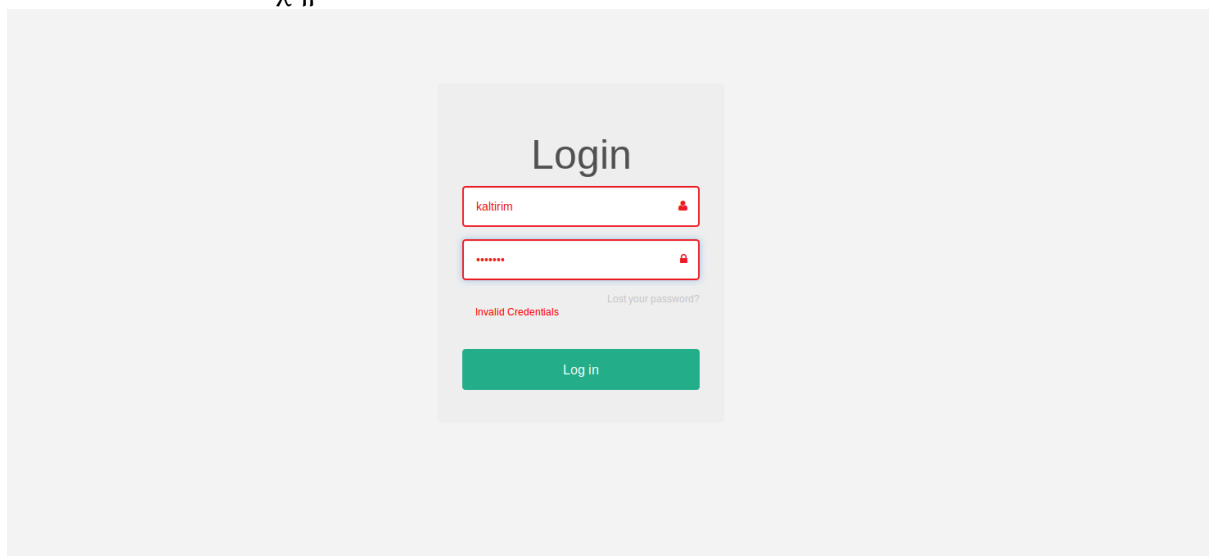 Login
kaltirim
•••••••
Lost your password?
Invalid Credentials
Log in